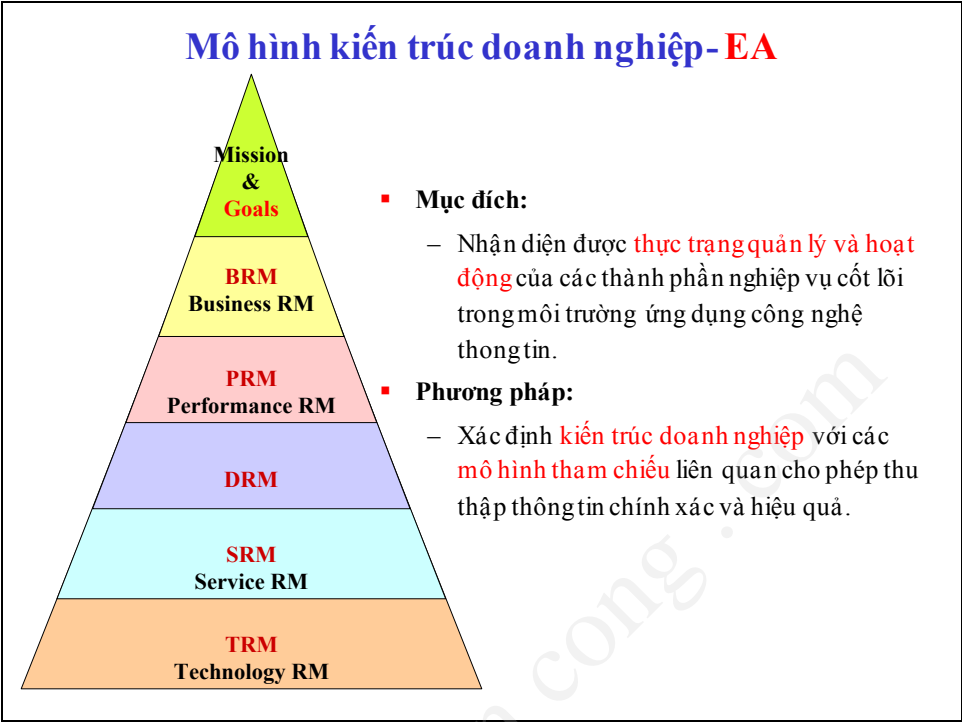 Mô hình kiến trúc doanh nghiệp- EA
Mission
&
Goals
BRM
Business RM
PRM
Performance RM
DRM
SRM
Service RM
TRM
Technology RM
▪ Mục đích:
– Nhận diện được thực trạng quản lý và hoạt
động của các thành phần nghiệp vụ cốt lõi
trong môi trường ứng dụng công nghệ
thong tin.
▪ Phương pháp:
– Xác định kiến trúc doanh nghiệp với các
mô hình tham chiếu liên quan cho phép thu
thập thông tin chính xác và hiệu quả.
cong . com